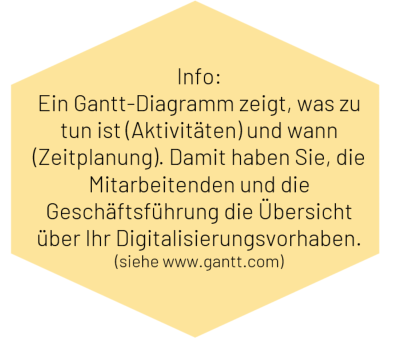 Info:
Ein Gantt-Diagramm zeigt, was zu
tun ist (Aktivitäten) und wann
(Zeitplanung). Damit haben Sie, die
Mitarbeitenden und die
Geschäftsführung die Übersicht
über Ihr Digitalisierungsvorhaben.
(siehe www.gantt.com)